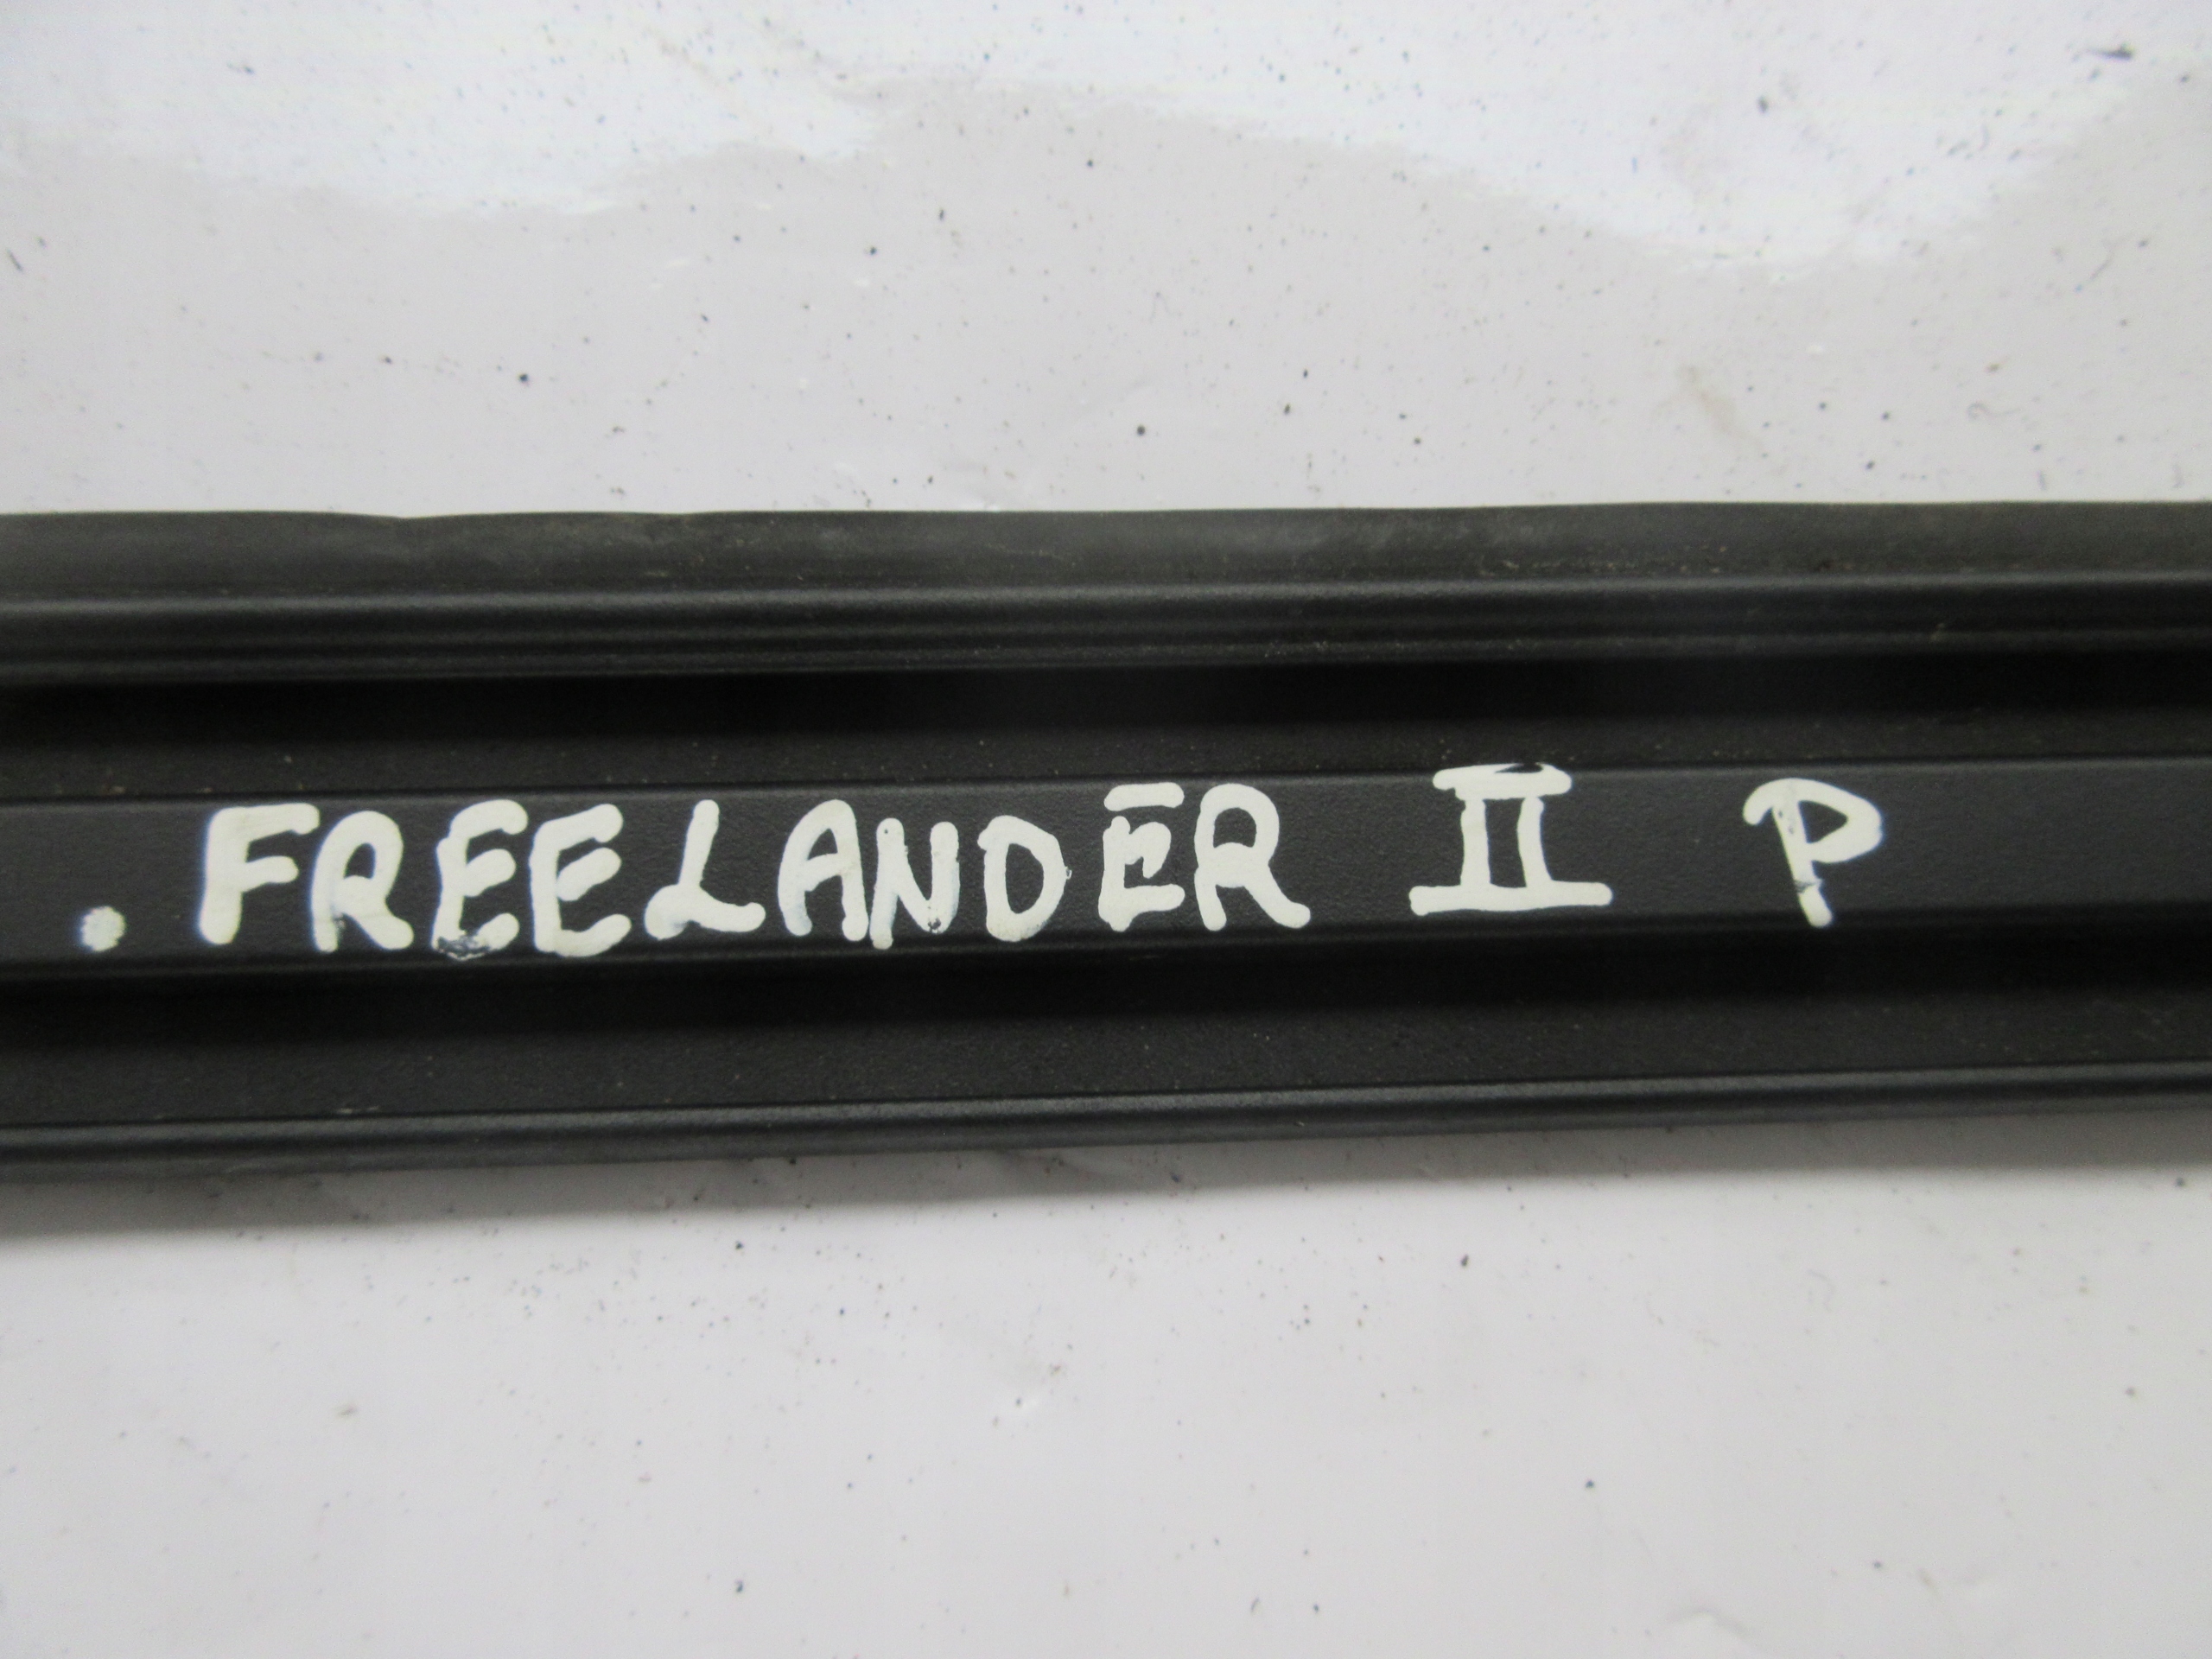 . FREELANDER II P